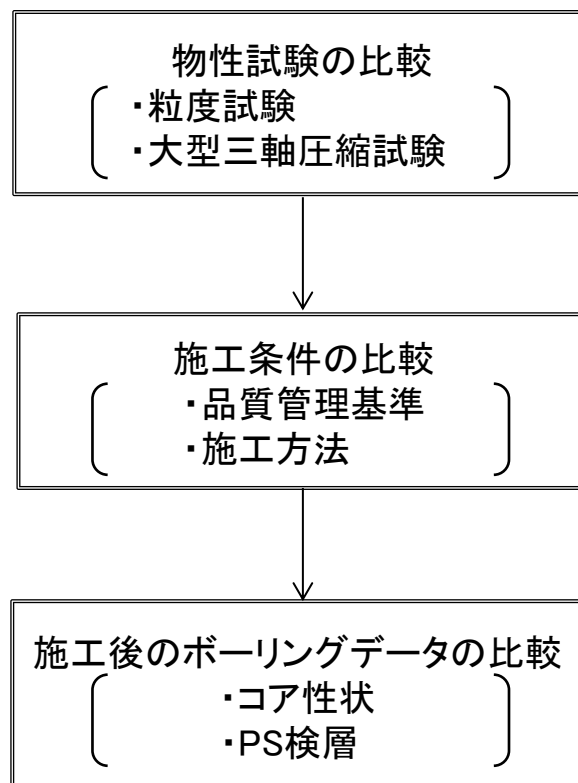 物性試験の比較
・粒度試験
・大型三軸圧縮試験
施工条件の比較
・品質管理基準
・施工方法
施工後のボーリングデータの比較
・コア性状
・PS検層